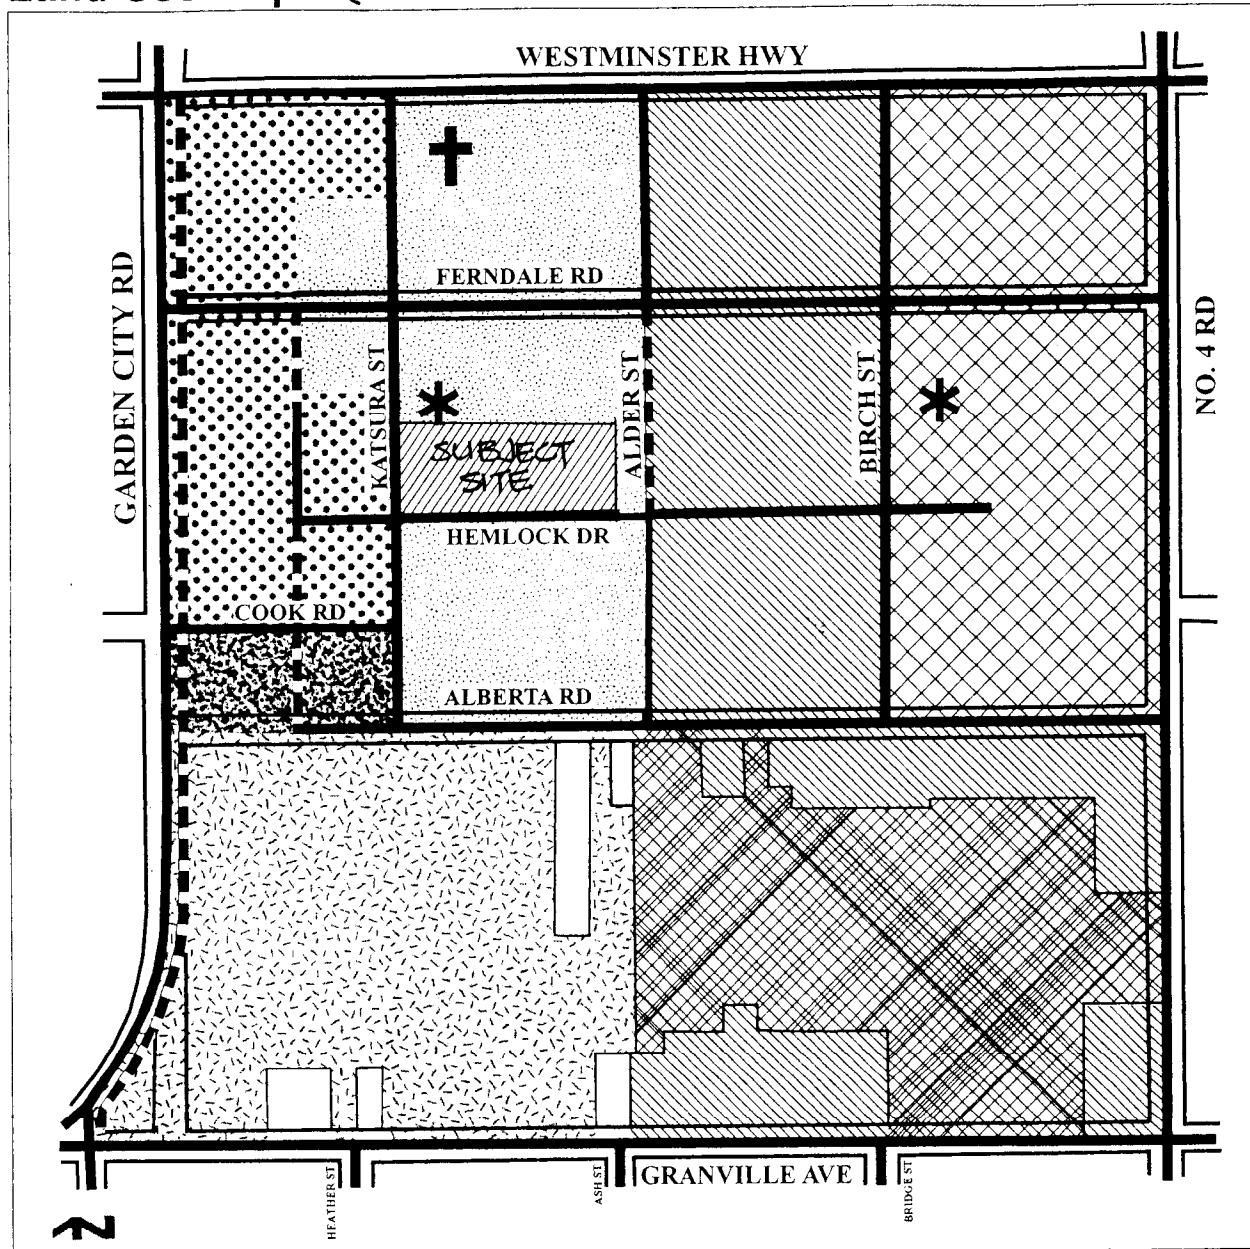 WESTMINSTER HWY
FERNDALE RD
GARDEN CITY RD
KATSURA ST
ALDER ST
BIRCH ST
NO. 4 RD
SUBJECT
SITE
HEMLOCK DR
COOK RD
ALBERTA RD
HEATHER ST
ASH ST
GRANVILLE AVE
BRIDGE ST
N